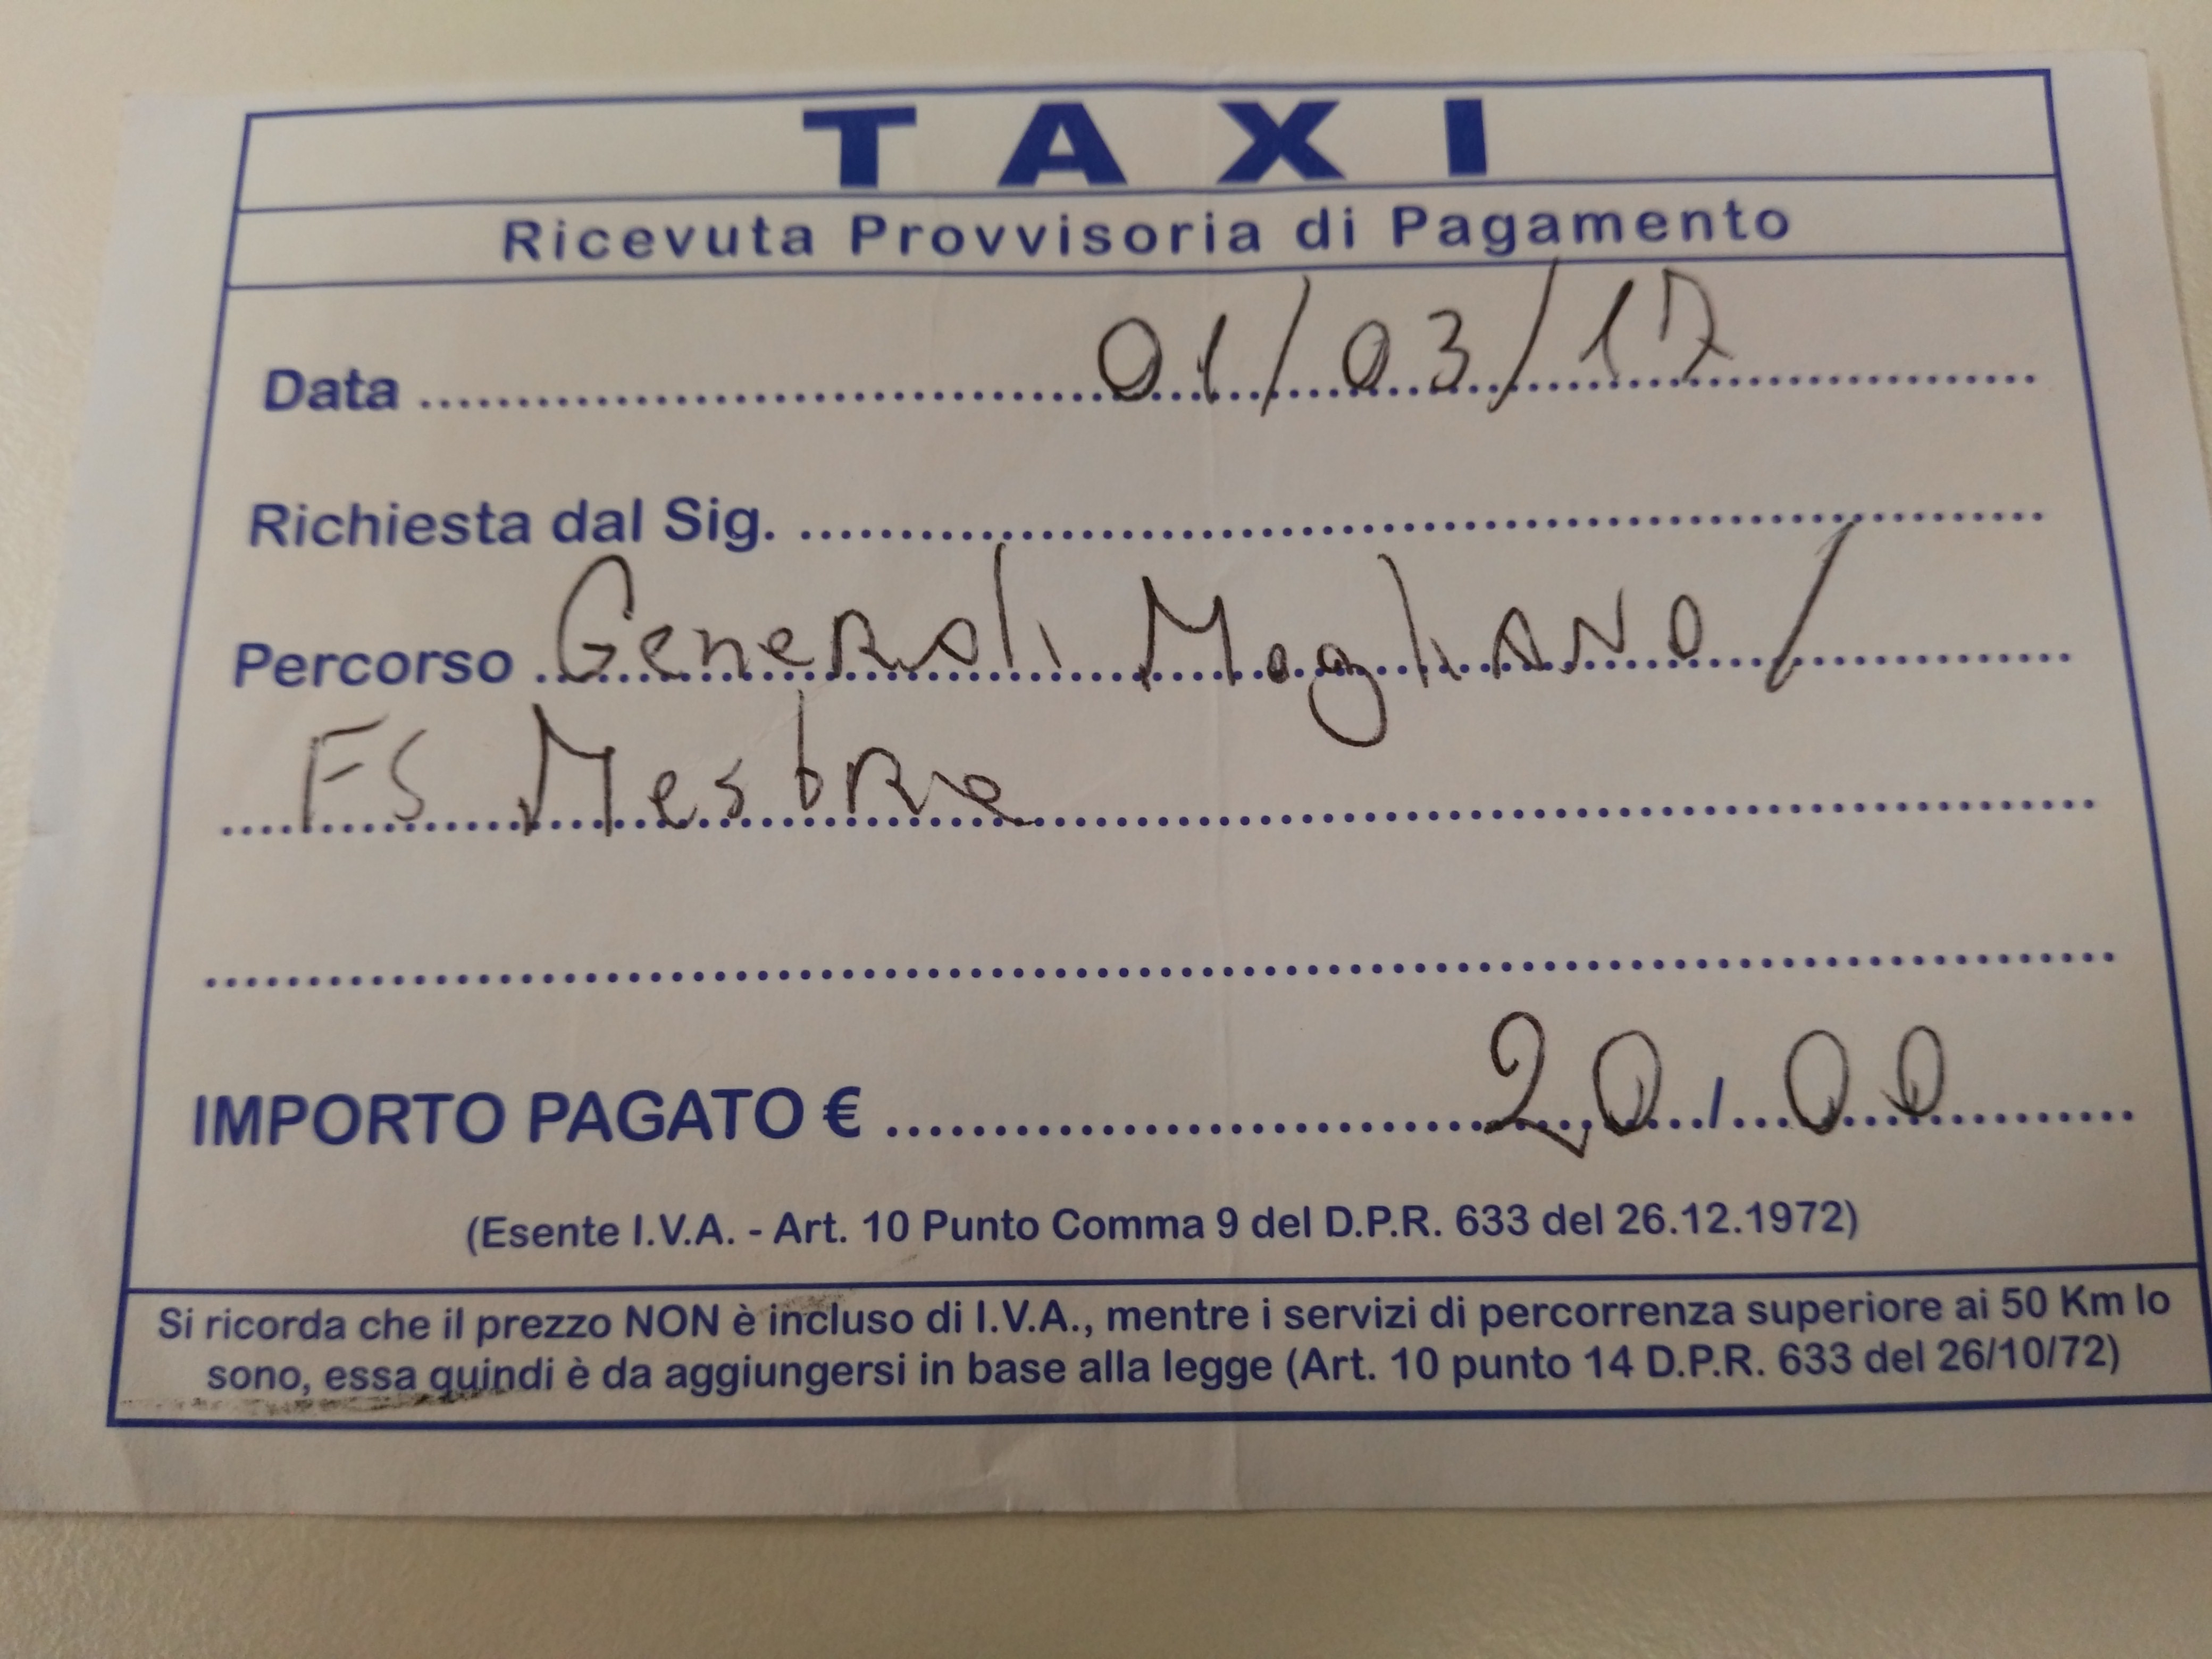 TAXI
Ricevuta Provvisoria di Pagamento
Data ........ 01/03/17 ........
Richiesta dal Sig. ........
Percorso Generali Mogliano /
FS Mestre
IMPORTO PAGATO € ........ 20,00 ........
(Esente I.V.A. - Art. 10 Punto Comma 9 del D.P.R. 633 del 26.12.1972)
Si ricorda che il prezzo NON è incluso di I.V.A., mentre i servizi di percorrenza superiore ai 50 Km lo
sono, essa quindi è da aggiungersi in base alla legge (Art. 10 punto 14 D.P.R. 633 del 26/10/72)